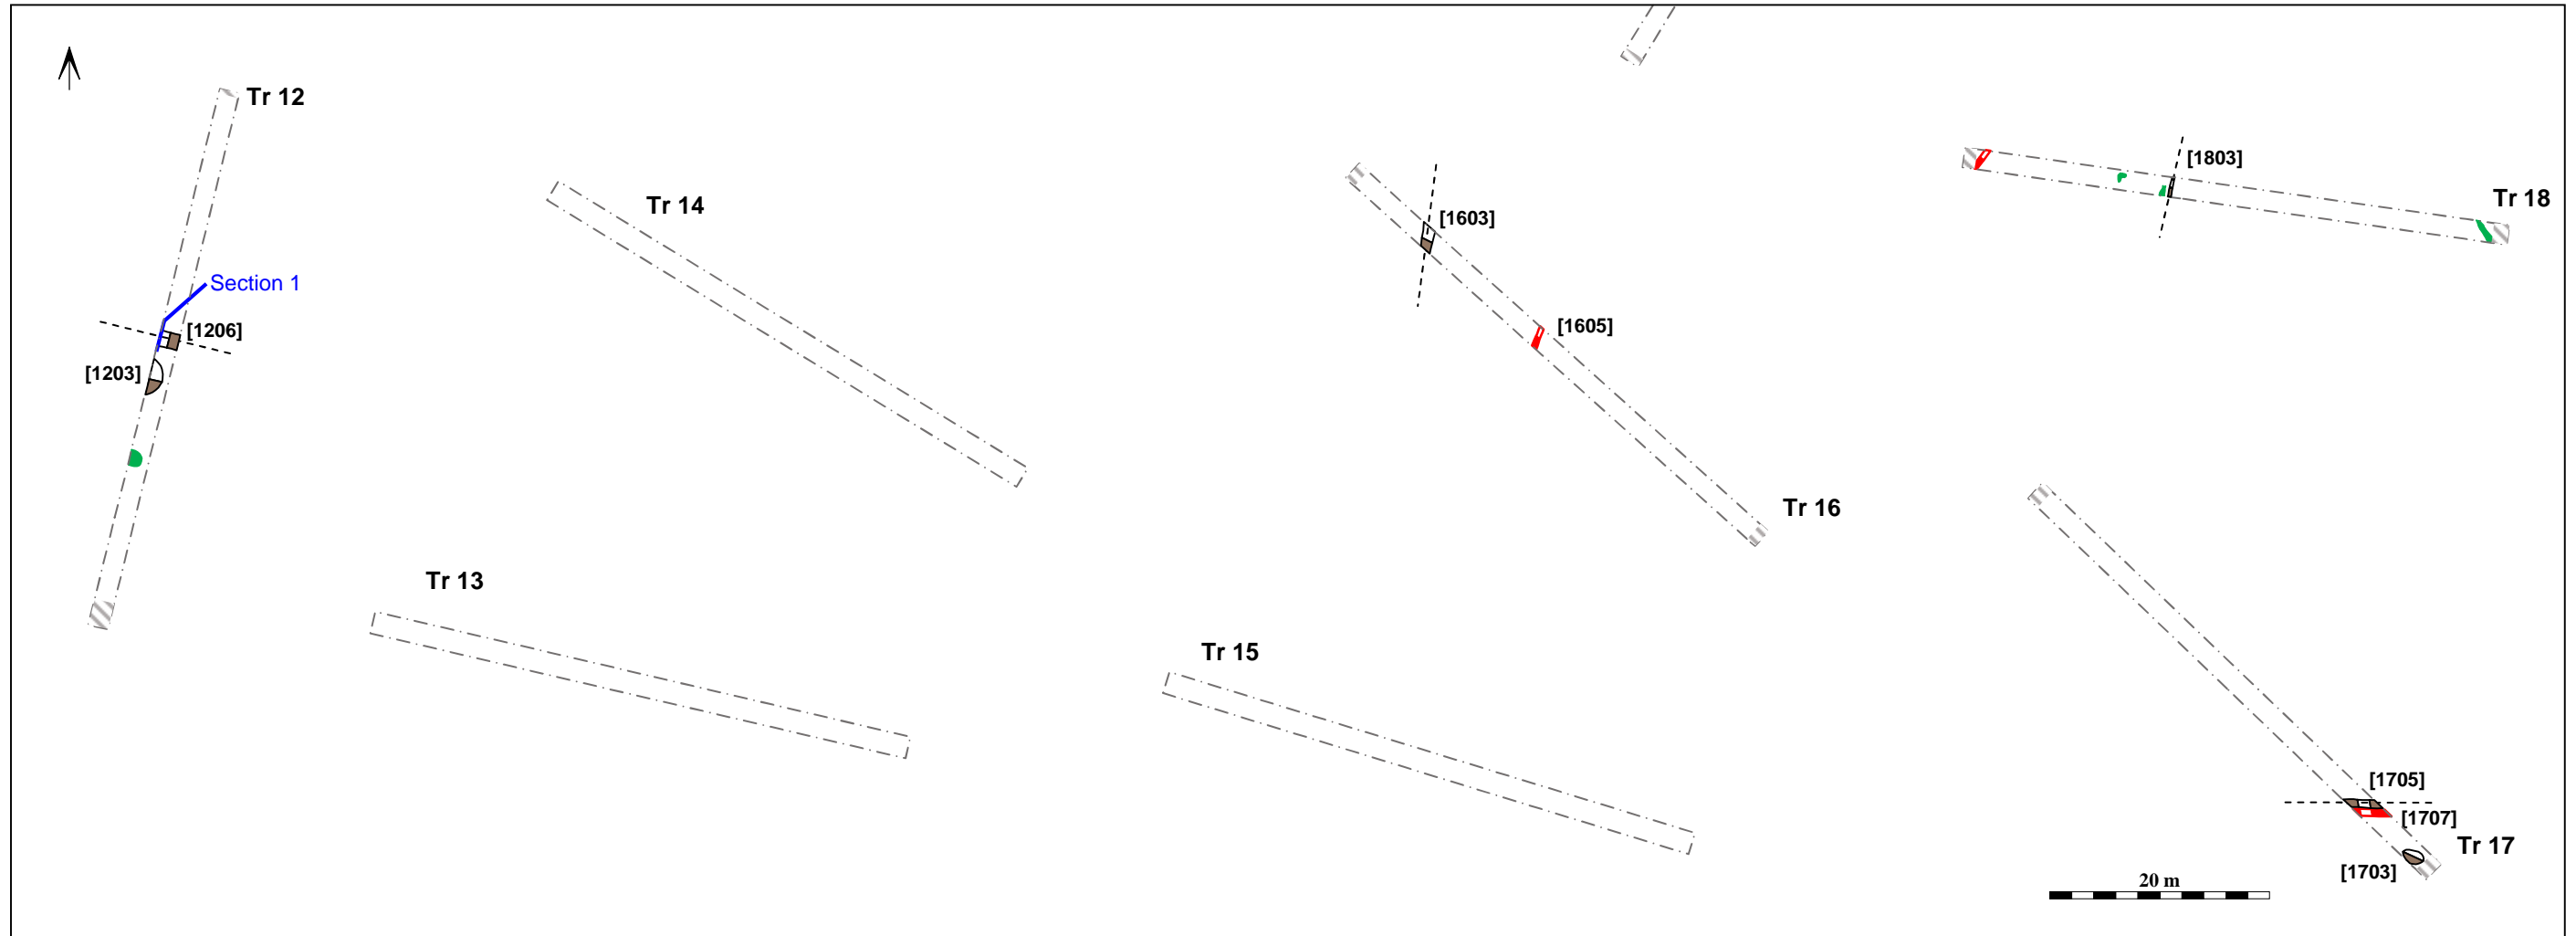 Tr 12
Tr 14
[1803]
Tr 18
[1603]
Section 1
[1206]
[1605]
[1203]
Tr 16
Tr 13
Tr 15
[1705]
[1707]
Tr 17
[1703]
20 m